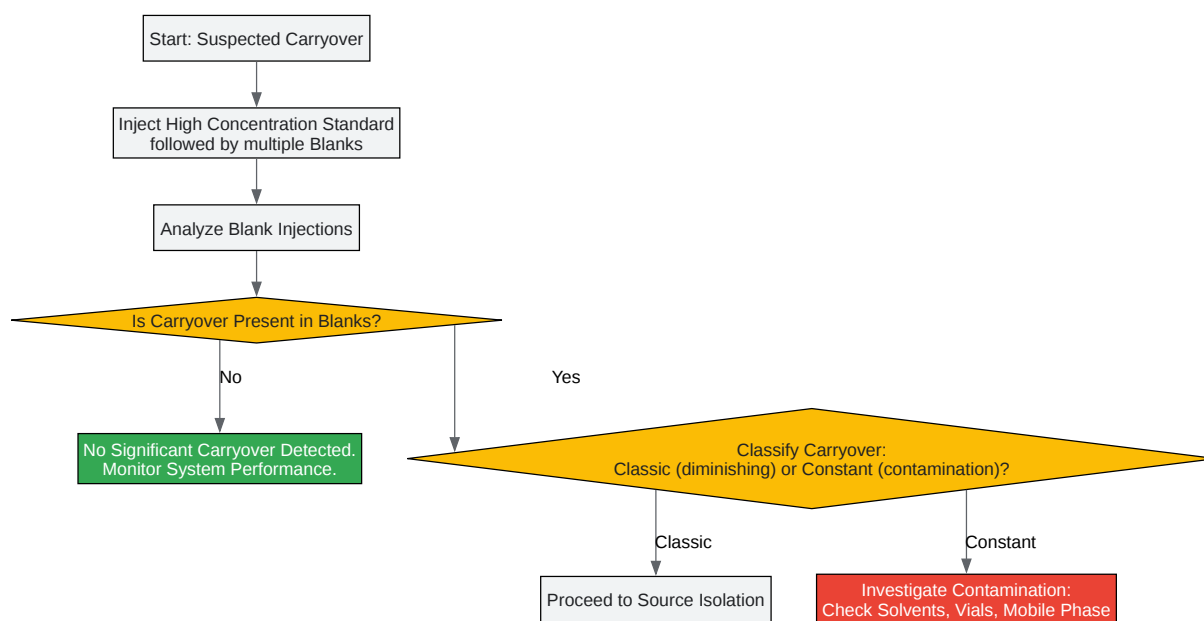 Start: Suspected Carryover
Inject High Concentration Standard
followed by multiple Blanks
Analyze Blank Injections
Is Carryover Present in Blanks?
No
Yes
No Significant Carryover Detected.
Monitor System Performance.
Classify Carryover:
Classic (diminishing) or Constant (contamination)?
Classic
Constant
Proceed to Source Isolation
Investigate Contamination:
Check Solvents, Vials, Mobile Phase